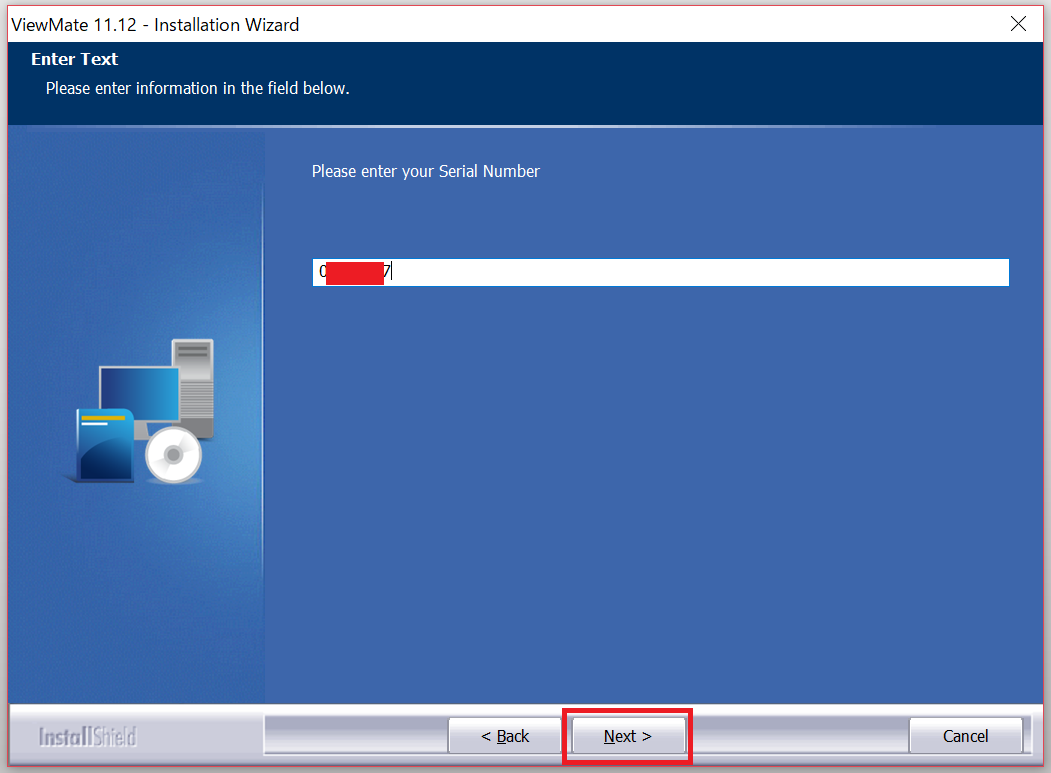 ViewMate 11.12 - Installation Wizard
Enter Text
Please enter information in the field below.
Please enter your Serial Number
0 7
InstallShield
< Back
Next >
Cancel